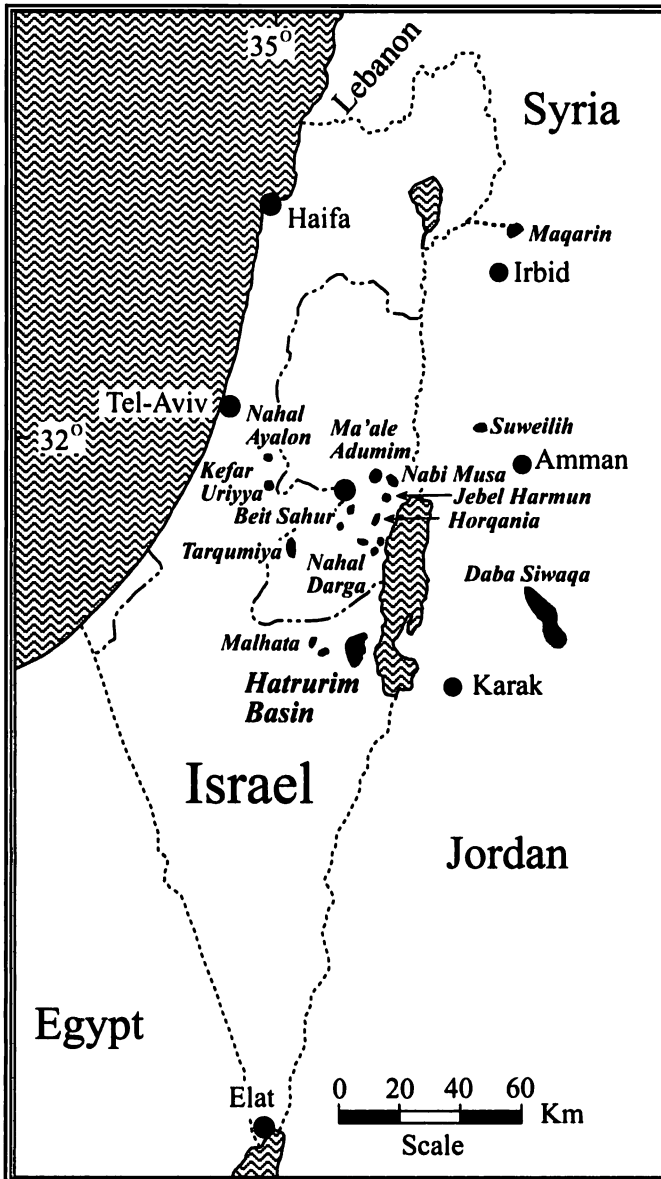 35°
Lebanon
Syria
Haifa
Maqarin
Irbid
Tel-Aviv
32°
Nahal
Ayalon
Ma'ale
Adumim
Suweilih
Amman
Kefar
Uriyya
Nabi Musa
Jebel Harmun
Beit Sahur
Horqania
Tarqumiya
Nahal
Darga
Daba Siwaqa
Malhata
Hatrurim
Basin
Karak
Israel
Jordan
Egypt
Elat
0 20 40 60
Km
Scale